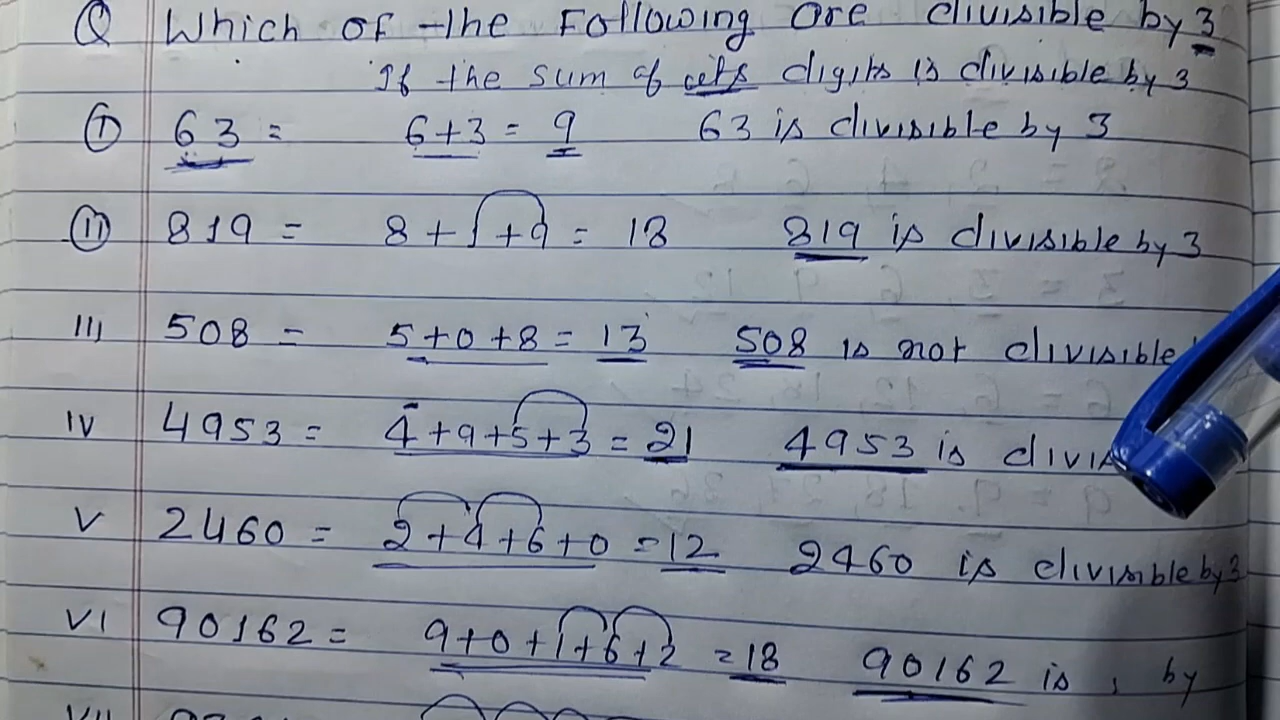 Q Which of the Following are divisible by 3
If the sum of its digits is divisible by 3
(I) 63 = 6+3 = 9 63 is divisible by 3
(II) 819 = 8+1+9 = 18 819 is divisible by 3
III) 508 = 5+0+8 = 13 508 is not divisible
IV 4953 = 4+9+5+3 = 21 4953 is
V 2460 = 2+4+6+0 = 12 2460 is divisible by 3
VI 90162 = 9+0+1+6+2 = 18 90162 is , by
VII